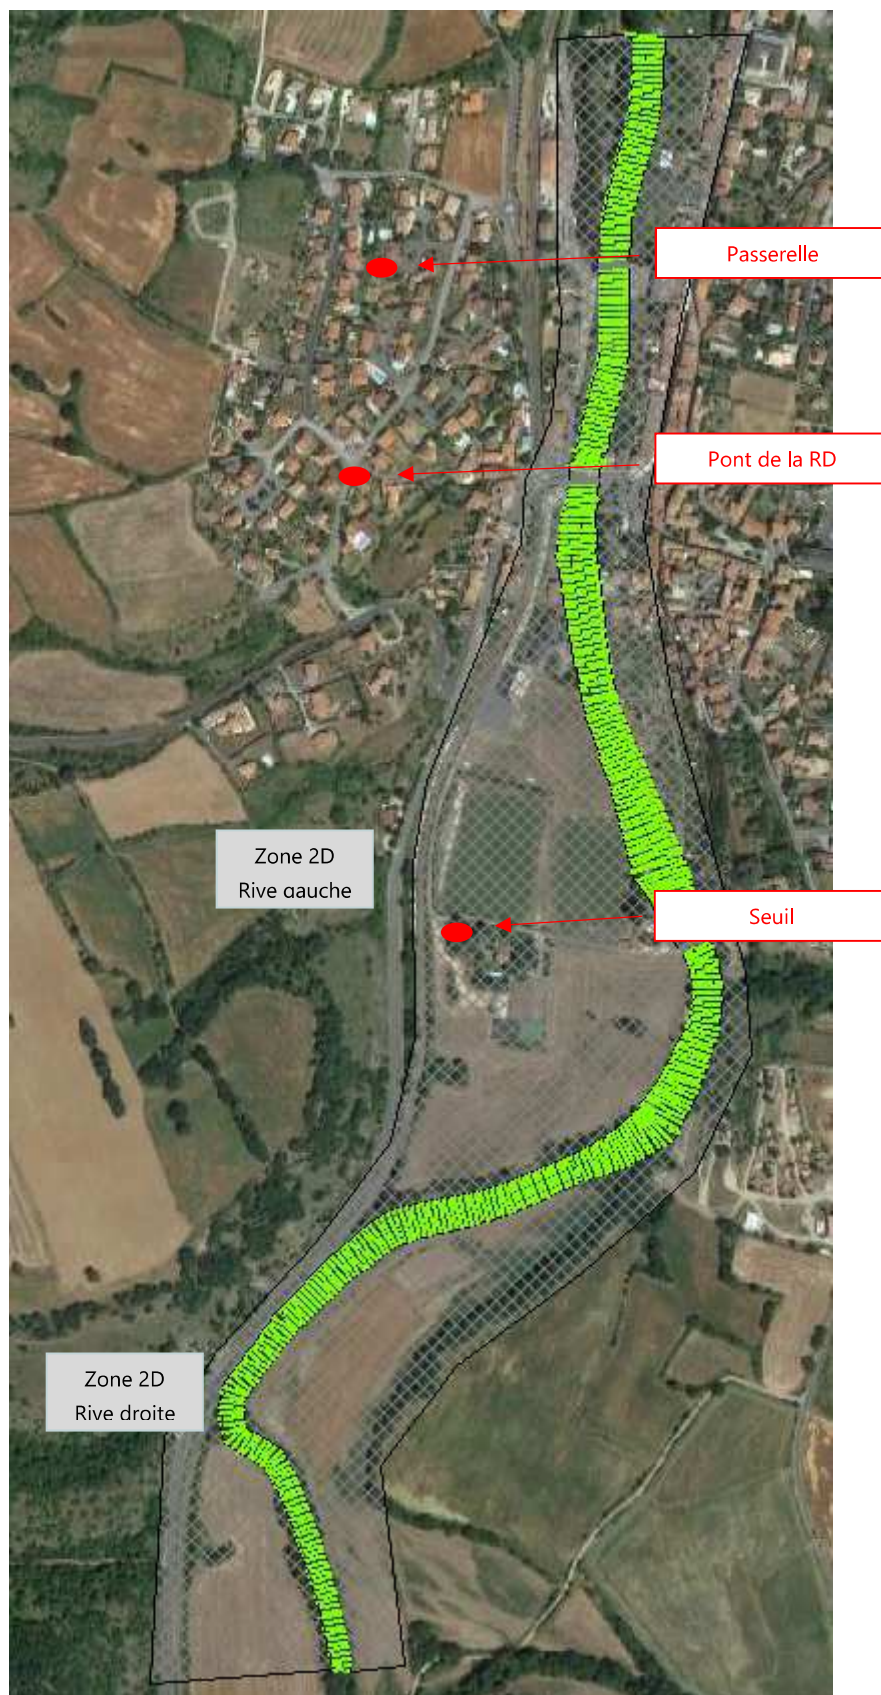 Passerelle
Pont de la RD
Zone 2D
Rive gauche
Seuil
Zone 2D
Rive droite